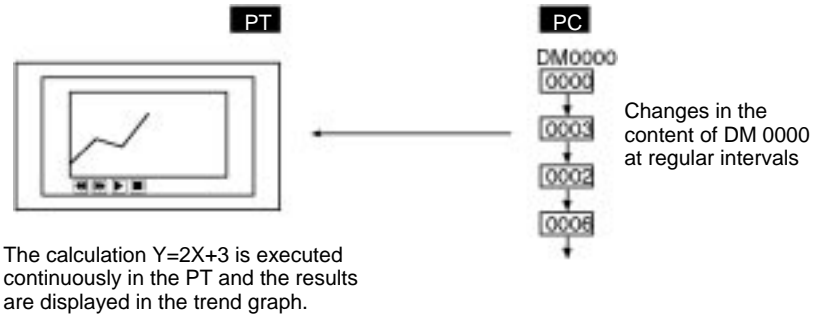 PT
PC
DM0000
0000
0003
0002
0006
Changes in the
content of DM 0000
at regular intervals
The calculation Y=2X+3 is executed
continuously in the PT and the results
are displayed in the trend graph.